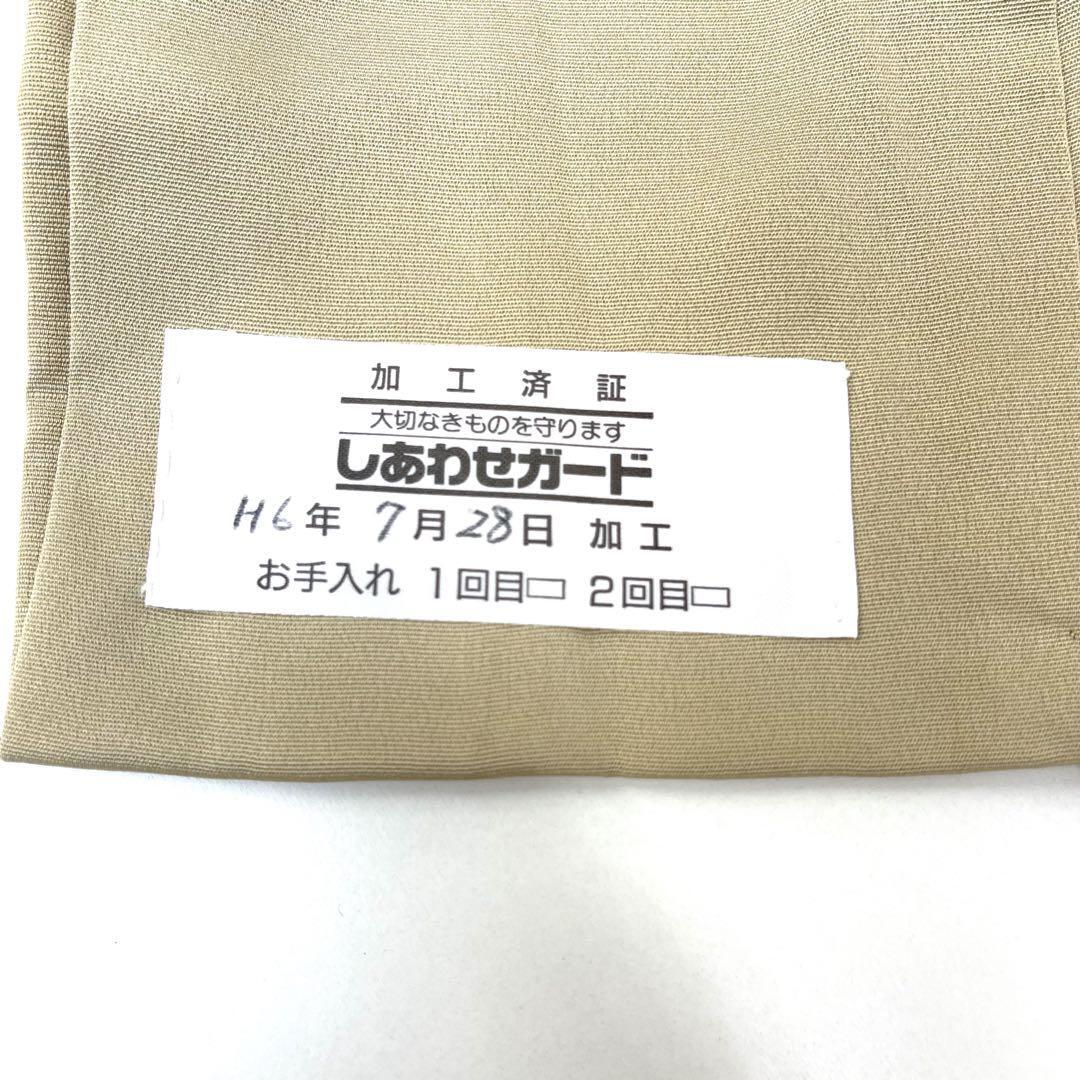 加工済証
大切なきものを守ります
しあわせガード
H6年 7月28日 加工
お手入れ 1回目□ 2回目□